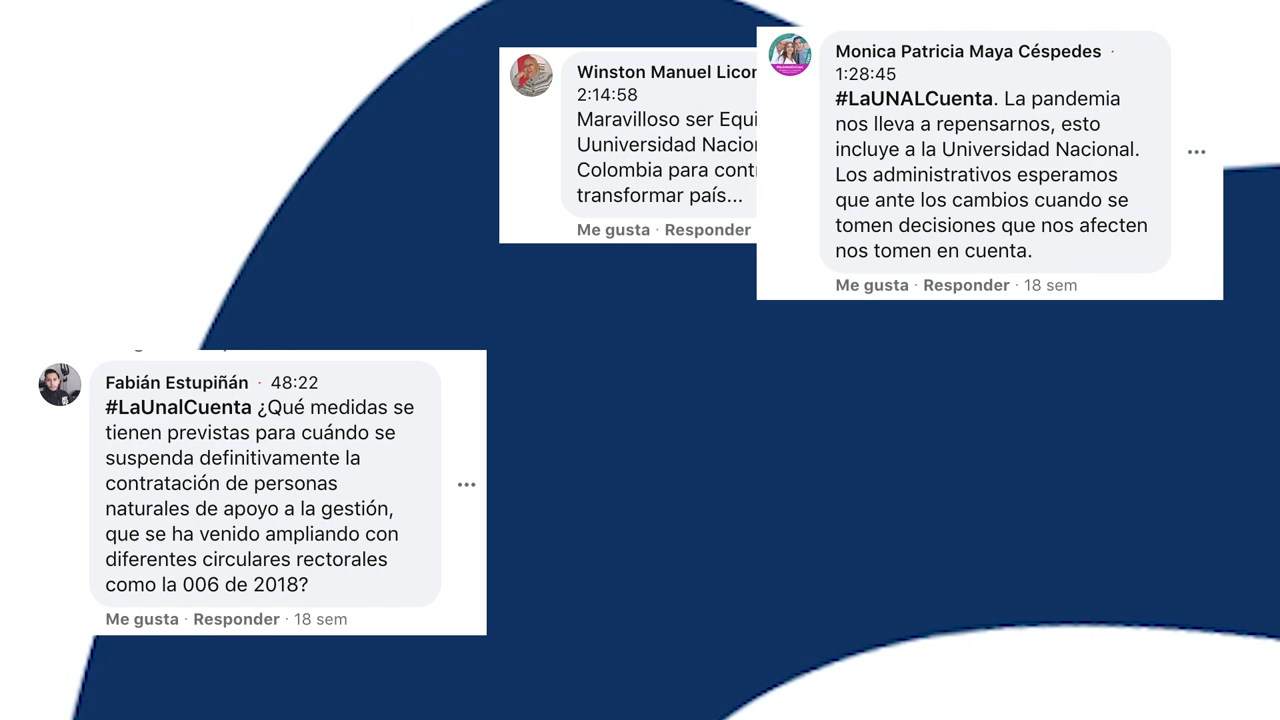 Winston Manuel
2:14:58
Maravilloso ser
Uuniversidad
Colombia para
transformar país...
Me gusta · Responder
Monica Patricia Maya Céspedes ·
1:28:45
#LaUNALCuenta. La pandemia
nos lleva a repensarnos, esto
incluye a la Universidad Nacional.
Los administrativos esperamos
que ante los cambios cuando se
tomen decisiones que nos afecten
nos tomen en cuenta.
Me gusta · Responder · 18 sem
Fabián Estupiñán · 48:22
#LaUnalCuenta ¿Qué medidas se
tienen previstas para cuándo se
suspenda definitivamente la
contratación de personas
naturales de apoyo a la gestión,
que se ha venido ampliando con
diferentes circulares rectorales
como la 006 de 2018?
Me gusta · Responder · 18 sem